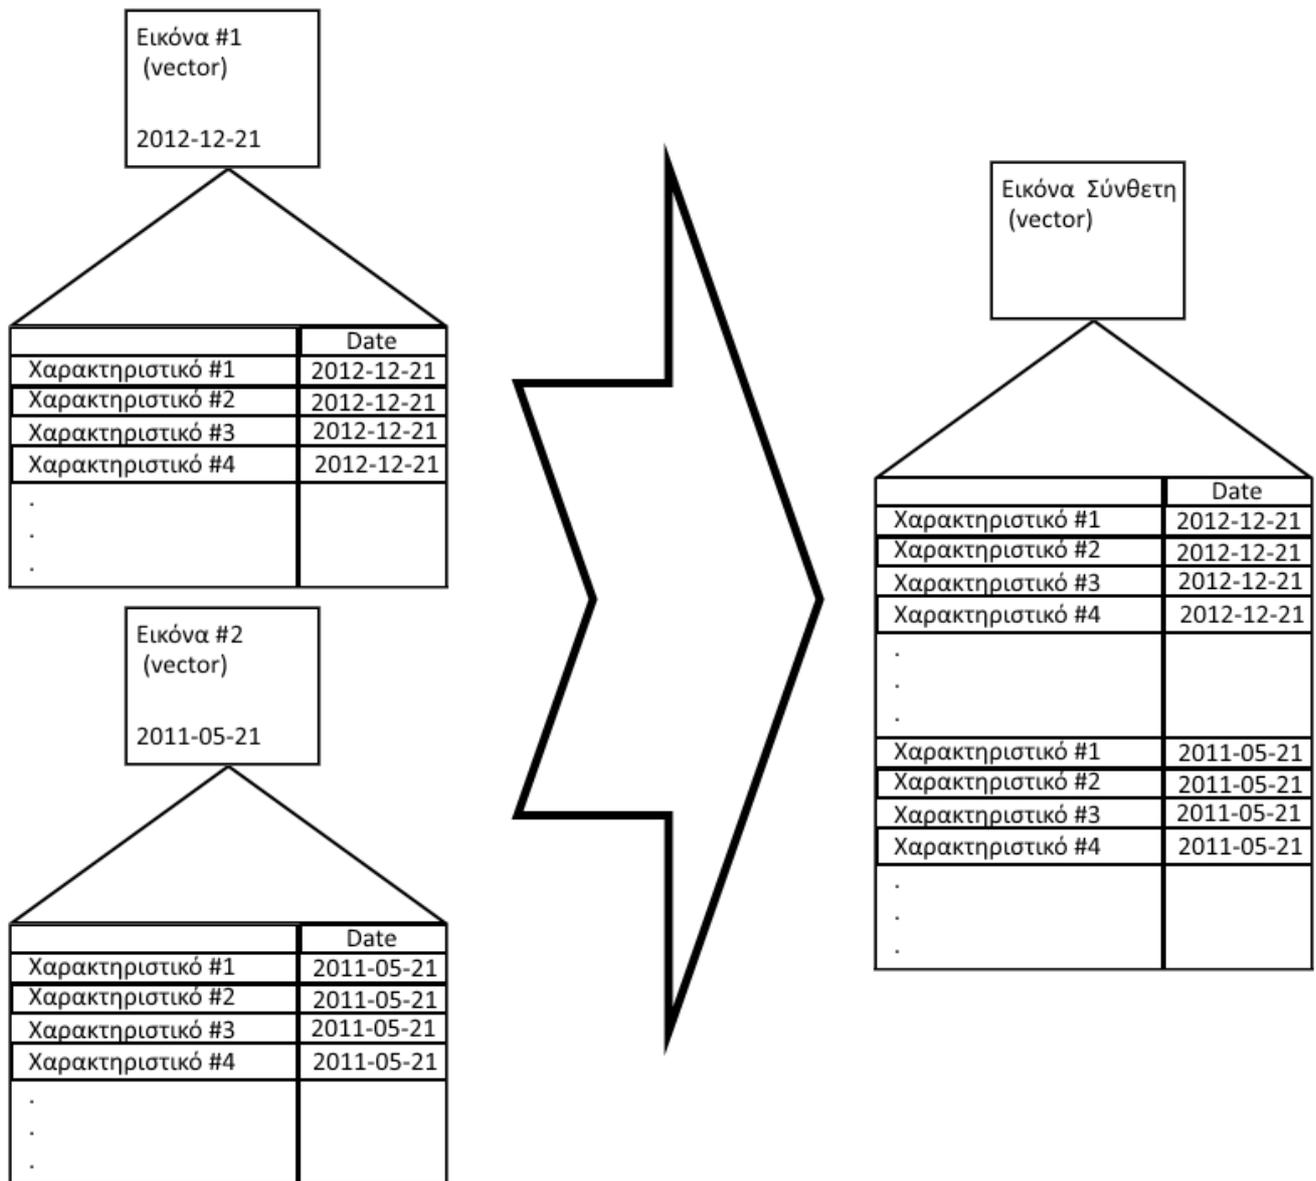 Εικόνα #1
(vector)
2012-12-21
Date
Χαρακτηριστικό #1 2012-12-21
Χαρακτηριστικό #2 2012-12-21
Χαρακτηριστικό #3 2012-12-21
Χαρακτηριστικό #4 2012-12-21
.
.
.
Εικόνα #2
(vector)
2011-05-21
Date
Χαρακτηριστικό #1 2011-05-21
Χαρακτηριστικό #2 2011-05-21
Χαρακτηριστικό #3 2011-05-21
Χαρακτηριστικό #4 2011-05-21
.
.
.
Εικόνα Σύνθετη
(vector)
Date
Χαρακτηριστικό #1 2012-12-21
Χαρακτηριστικό #2 2012-12-21
Χαρακτηριστικό #3 2012-12-21
Χαρακτηριστικό #4 2012-12-21
.
.
.
Χαρακτηριστικό #1 2011-05-21
Χαρακτηριστικό #2 2011-05-21
Χαρακτηριστικό #3 2011-05-21
Χαρακτηριστικό #4 2011-05-21
.
.
.